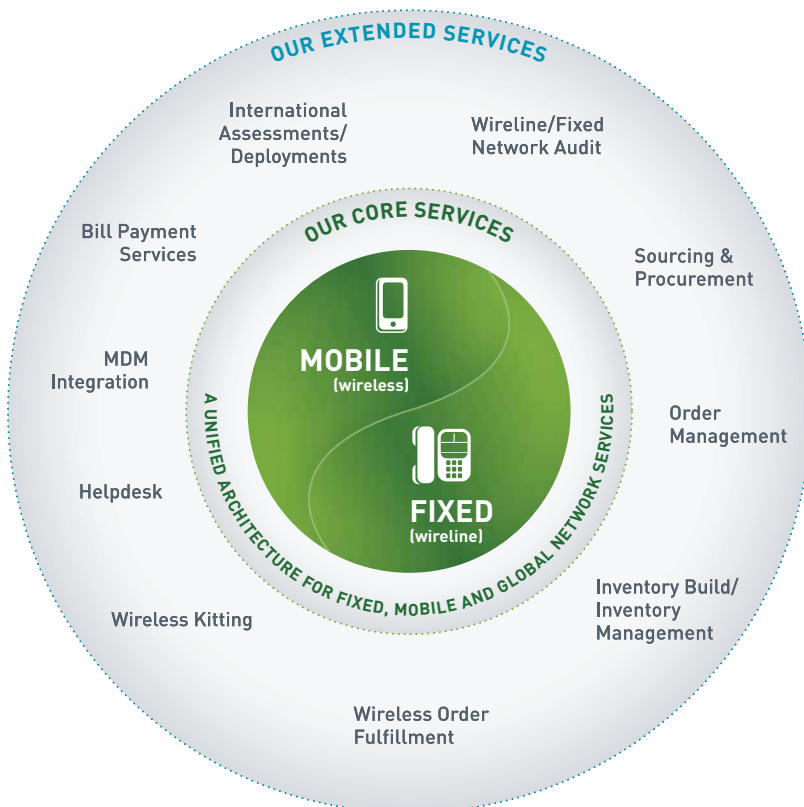 OUR EXTENDED SERVICES
International
Assessments/
Deployments
Wireline/Fixed
Network Audit
OUR CORE SERVICES
Bill Payment
Services
Sourcing &
Procurement
MOBILE
(wireless)
MDM
Integration
Order
Management
FIXED
(wireline)
Helpdesk
A UNIFIED ARCHITECTURE FOR FIXED, MOBILE AND GLOBAL NETWORK SERVICES
Inventory Build/
Inventory
Management
Wireless Kitting
Wireless Order
Fulfillment